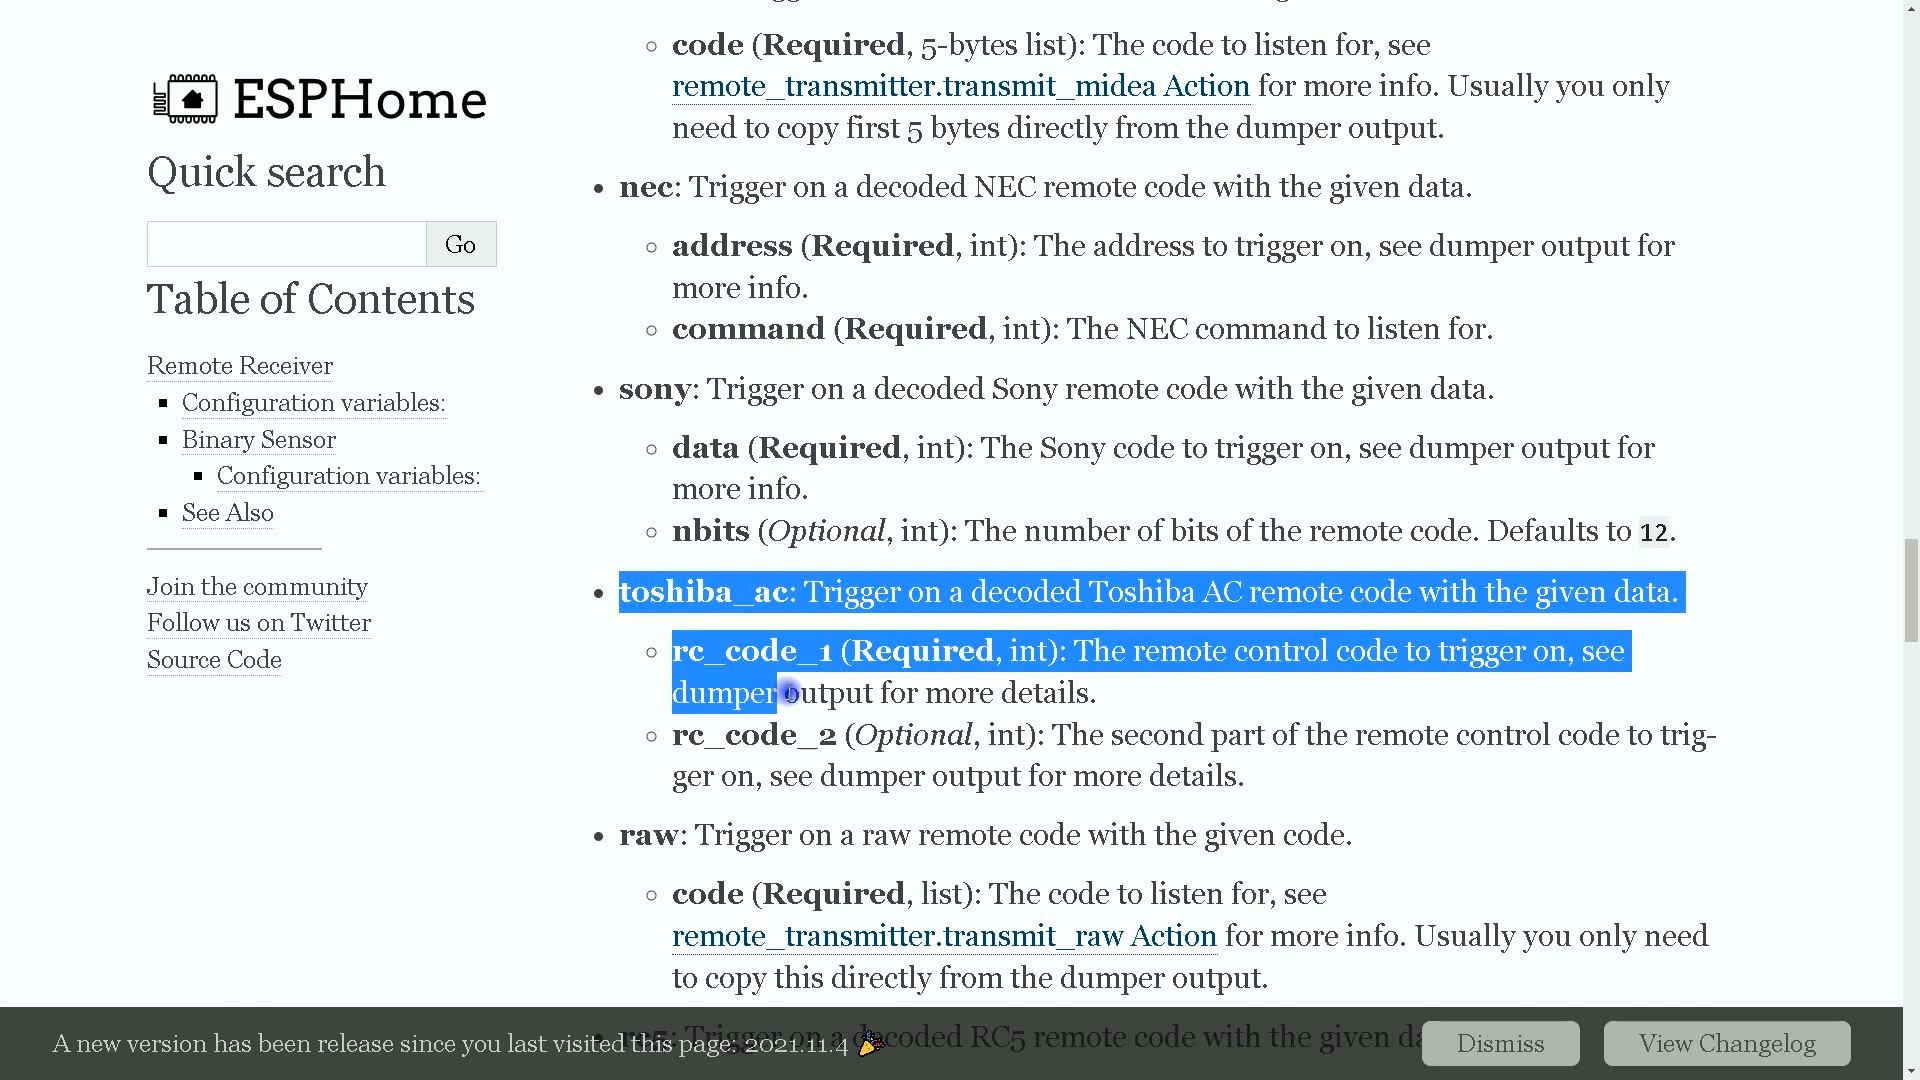 ESPHome
Quick search
Go
Table of Contents
Remote Receiver
Configuration variables:
Binary Sensor
Configuration variables:
See Also
Join the community
Follow us on Twitter
Source Code
code (Required, 5-bytes list): The code to listen for, see
remote_transmitter.transmit_midea Action for more info. Usually you only
need to copy first 5 bytes directly from the dumper output.
nec: Trigger on a decoded NEC remote code with the given data.
address (Required, int): The address to trigger on, see dumper output for
more info.
command (Required, int): The NEC command to listen for.
sony: Trigger on a decoded Sony remote code with the given data.
data (Required, int): The Sony code to trigger on, see dumper output for
more info.
nbits (Optional, int): The number of bits of the remote code. Defaults to 12.
toshiba_ac: Trigger on a decoded Toshiba AC remote code with the given data.
rc_code_1 (Required, int): The remote control code to trigger on, see
dumper output for more details.
rc_code_2 (Optional, int): The second part of the remote control code to trig-
ger on, see dumper output for more details.
raw: Trigger on a raw remote code with the given code.
code (Required, list): The code to listen for, see
remote_transmitter.transmit_raw Action for more info. Usually you only need
to copy this directly from the dumper output.
rc5: Trigger on a decoded RC5 remote code with the given
A new version has been release since you last visited this page: 2021.11.4 🎉
Dismiss
View Changelog